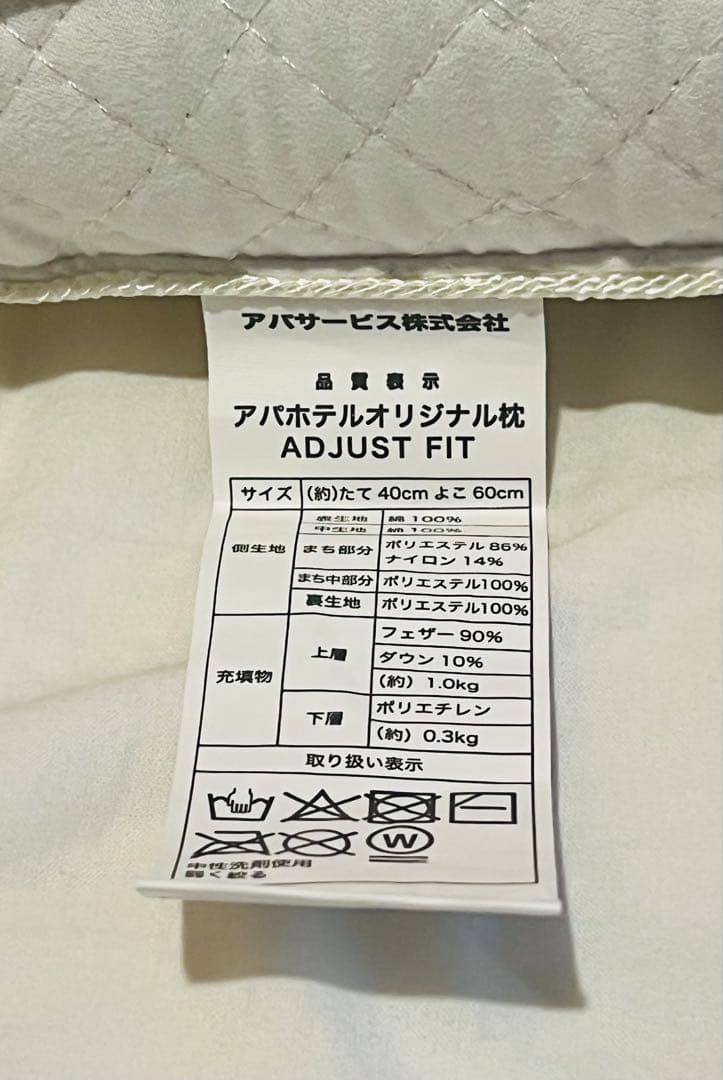 アパサービス株式会社
品質表示
アパホテルオリジナル枕
ADJUST FIT
サイズ (約)たて 40cm よこ 60cm
側生地
表生地 綿 100%
中生地 綿 100%
まち部分 ポリエステル 86%
ナイロン 14%
まち中部分 ポリエステル100%
裏生地 ポリエステル100%
充填物
上層
フェザー 90%
ダウン 10%
(約) 1.0kg
下層
ポリエチレン
(約) 0.3kg
取り扱い表示
W
中性洗剤使用
弱く絞る